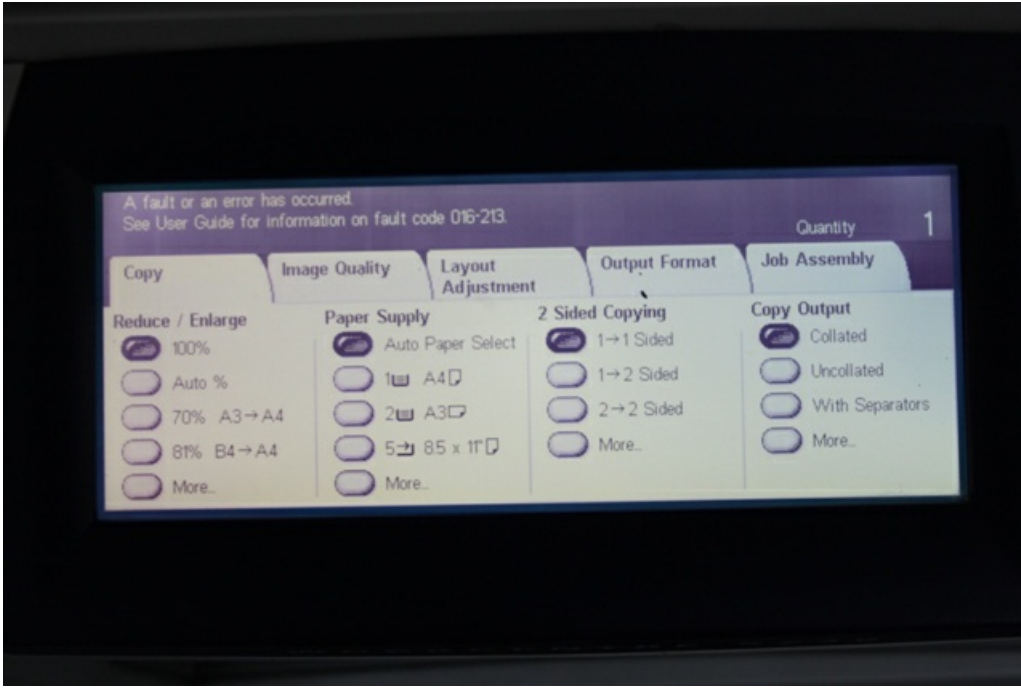 A fault or an error has occurred.
See User Guide for information on fault code 016-213.
Quantity 1
Copy
Image Quality
Layout
Adjustment
Output Format
Job Assembly
Reduce / Enlarge
100%
Auto %
70% A3→A4
81% B4→A4
More...
Paper Supply
Auto Paper Select
1 A4
2 A3
5 8.5 x 11"
More...
2 Sided Copying
1→1 Sided
1→2 Sided
2→2 Sided
More...
Copy Output
Collated
Uncollated
With Separators
More...